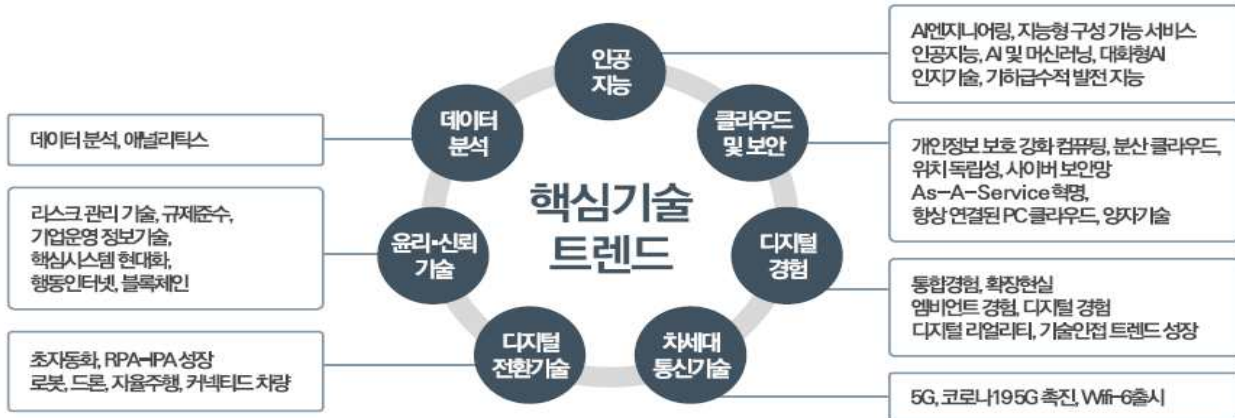 핵심기술
트렌드
인공
지능
AI엔지니어링, 지능형 구성 가능 서비스
인공지능, AI 및 머신러닝, 대화형AI
인지기술, 기하급수적 발전 지능
클라우드
및 보안
개인정보 보호 강화 컴퓨팅, 분산 클라우드,
위치 독립성, 사이버 보안망
As-A-Service 혁명,
항상 연결된 PC 클라우드, 양자기술
디지털
경험
통합경험, 확장현실
엠비언트 경험, 디지털 경험
디지털 리얼리티, 기술인접 트렌드 성장
차세대
통신기술
5G, 코로나19 5G 촉진, Wifi-6출시
디지털
전환기술
초자동화, RPA-IPA 성장
로봇, 드론, 자율주행, 커넥티드 차량
윤리·신뢰
기술
리스크 관리 기술, 규제준수,
기업운영 정보기술,
핵심시스템 현대화,
행동인터넷, 블록체인
데이터
분석
데이터 분석, 애널리틱스